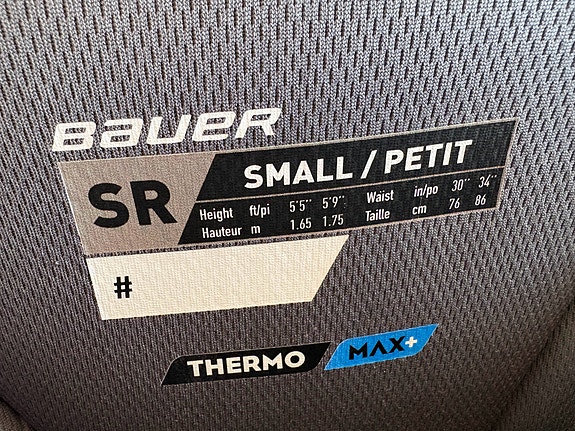 BAUER
SR
SMALL / PETIT
Height ft/pi 5'5'' 5'9'' Waist in/po 30'' 34''
Hauteur m 1.65 1.75 Taille cm 76 86
#
THERMO MAX+